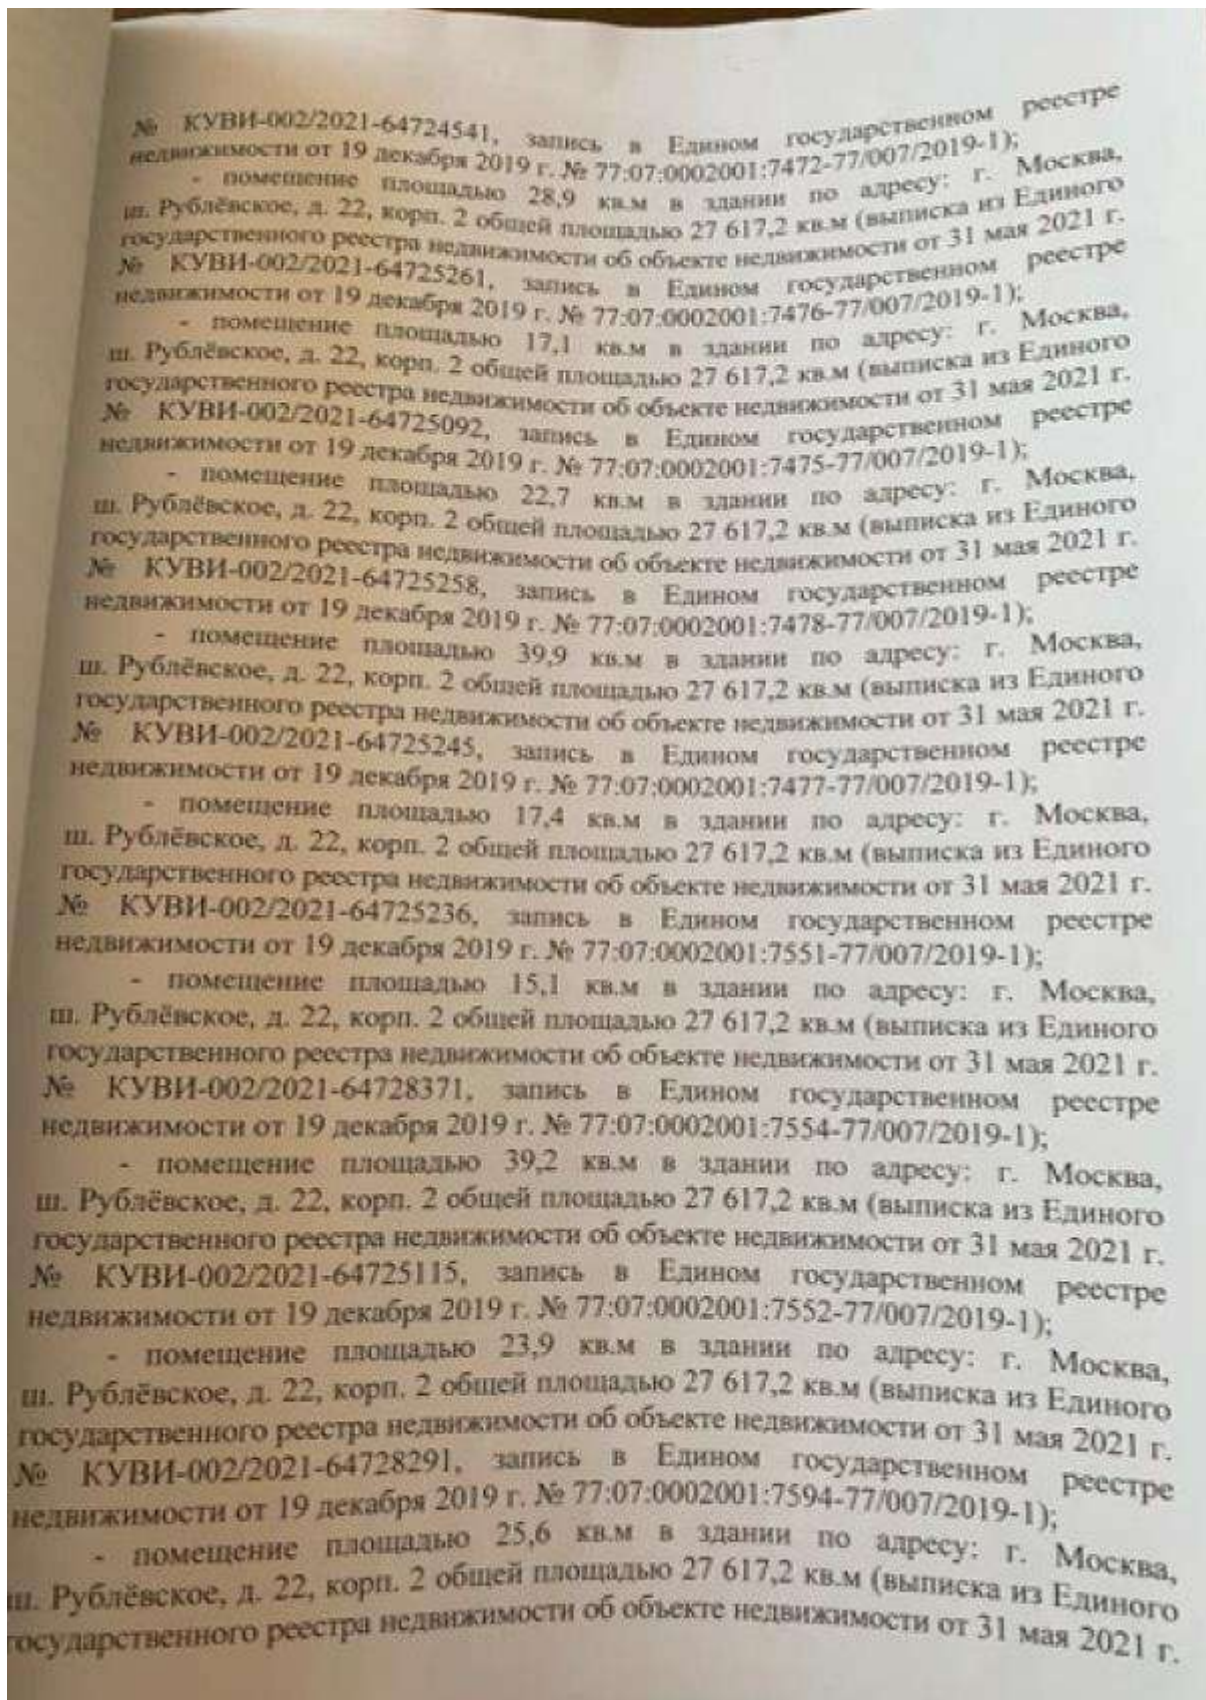 № КУВИ-002/2021-64724541, запись в Едином государственном реестре
недвижимости от 19 декабря 2019 г. № 77:07:0002001:7472-77/007/2019-1);
- помещение площадью 28,9 кв.м в здании по адресу: г. Москва,
ш. Рублёвское, д. 22, корп. 2 общей площадью 27 617,2 кв.м (выписка из Единого
государственного реестра недвижимости об объекте недвижимости от 31 мая 2021 г.
№ КУВИ-002/2021-64725261, запись в Едином государственном реестре
недвижимости от 19 декабря 2019 г. № 77:07:0002001:7476-77/007/2019-1);
- помещение площадью 17,1 кв.м в здании по адресу: г. Москва,
ш. Рублёвское, д. 22, корп. 2 общей площадью 27 617,2 кв.м (выписка из Единого
государственного реестра недвижимости об объекте недвижимости от 31 мая 2021 г.
№ КУВИ-002/2021-64725092, запись в Едином государственном реестре
недвижимости от 19 декабря 2019 г. № 77:07:0002001:7475-77/007/2019-1);
- помещение площадью 22,7 кв.м в здании по адресу: г. Москва,
ш. Рублёвское, д. 22, корп. 2 общей площадью 27 617,2 кв.м (выписка из Единого
государственного реестра недвижимости об объекте недвижимости от 31 мая 2021 г.
№ КУВИ-002/2021-64725258, запись в Едином государственном реестре
недвижимости от 19 декабря 2019 г. № 77:07:0002001:7478-77/007/2019-1);
- помещение площадью 39,9 кв.м в здании по адресу: г. Москва,
ш. Рублёвское, д. 22, корп. 2 общей площадью 27 617,2 кв.м (выписка из Единого
государственного реестра недвижимости об объекте недвижимости от 31 мая 2021 г.
№ КУВИ-002/2021-64725245, запись в Едином государственном реестре
недвижимости от 19 декабря 2019 г. № 77:07:0002001:7477-77/007/2019-1);
- помещение площадью 17,4 кв.м в здании по адресу: г. Москва,
ш. Рублёвское, д. 22, корп. 2 общей площадью 27 617,2 кв.м (выписка из Единого
государственного реестра недвижимости об объекте недвижимости от 31 мая 2021 г.
№ КУВИ-002/2021-64725236, запись в Едином государственном реестре
недвижимости от 19 декабря 2019 г. № 77:07:0002001:7551-77/007/2019-1);
- помещение площадью 15,1 кв.м в здании по адресу: г. Москва,
ш. Рублёвское, д. 22, корп. 2 общей площадью 27 617,2 кв.м (выписка из Единого
государственного реестра недвижимости об объекте недвижимости от 31 мая 2021 г.
№ КУВИ-002/2021-64728371, запись в Едином государственном реестре
недвижимости от 19 декабря 2019 г. № 77:07:0002001:7554-77/007/2019-1);
- помещение площадью 39,2 кв.м в здании по адресу: г. Москва,
ш. Рублёвское, д. 22, корп. 2 общей площадью 27 617,2 кв.м (выписка из Единого
государственного реестра недвижимости об объекте недвижимости от 31 мая 2021 г.
№ КУВИ-002/2021-64725115, запись в Едином государственном реестре
недвижимости от 19 декабря 2019 г. № 77:07:0002001:7552-77/007/2019-1);
- помещение площадью 23,9 кв.м в здании по адресу: г. Москва,
ш. Рублёвское, д. 22, корп. 2 общей площадью 27 617,2 кв.м (выписка из Единого
государственного реестра недвижимости об объекте недвижимости от 31 мая 2021 г.
№ КУВИ-002/2021-64728291, запись в Едином государственном реестре
недвижимости от 19 декабря 2019 г. № 77:07:0002001:7594-77/007/2019-1);
- помещение площадью 25,6 кв.м в здании по адресу: г. Москва,
ш. Рублёвское, д. 22, корп. 2 общей площадью 27 617,2 кв.м (выписка из Единого
государственного реестра недвижимости об объекте недвижимости от 31 мая 2021 г.